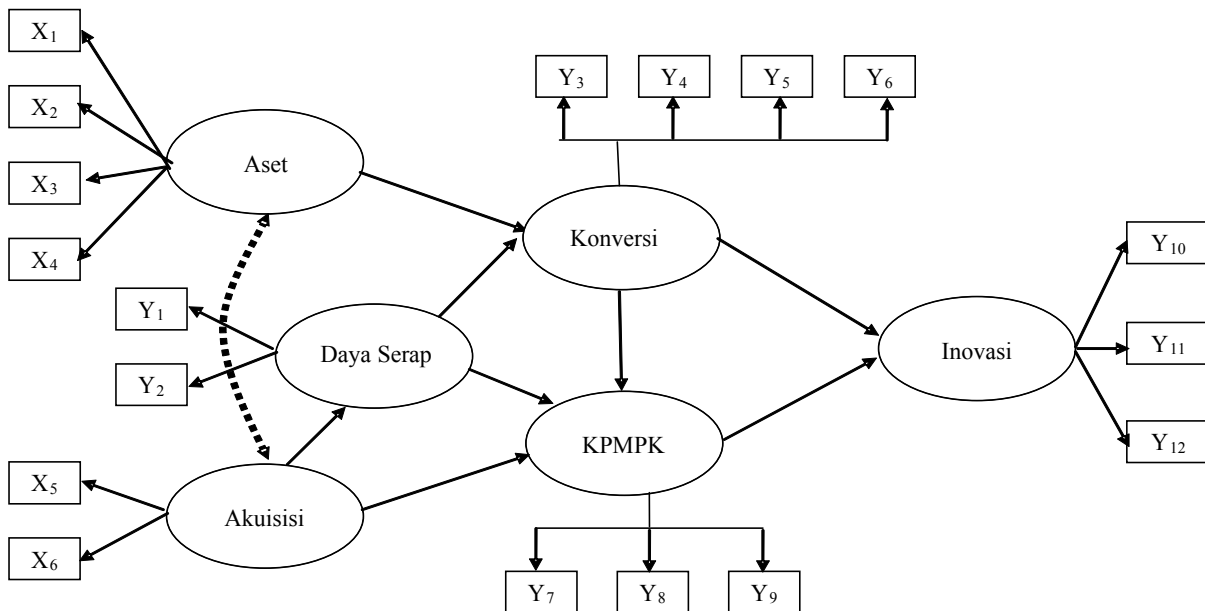 X1
X2
X3
X4
Aset
Y3
Y4
Y5
Y6
Konversi
Y1
Y2
Daya Serap
Y10
Y11
Y12
Inovasi
KPMPK
X5
X6
Akuisisi
Y7
Y8
Y9